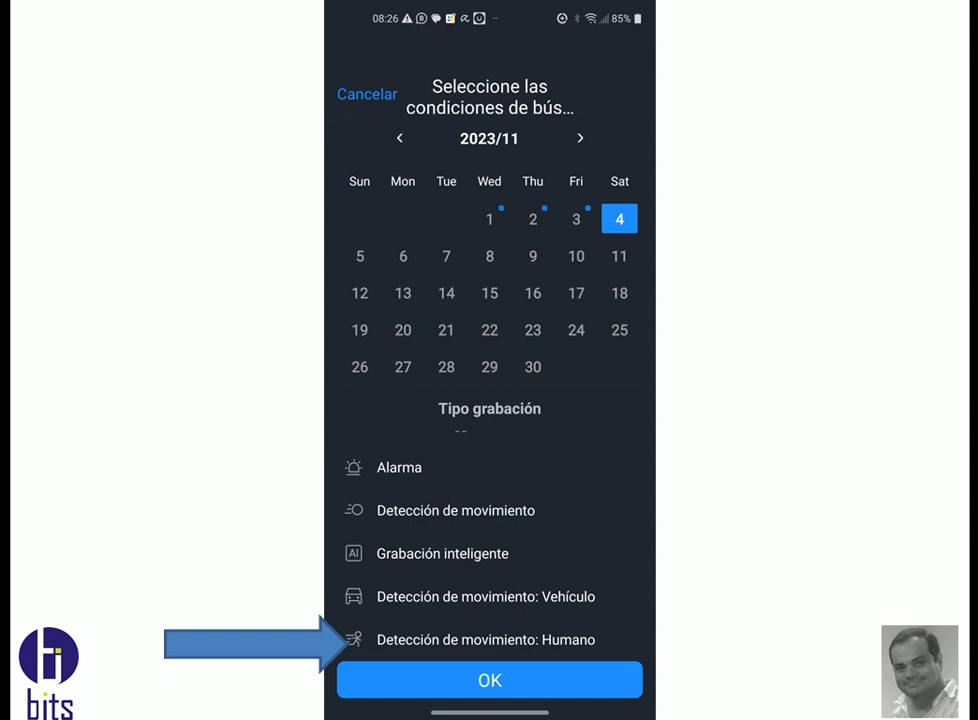 08:26 85%
Cancelar
Seleccione las
condiciones de bús...
2023/11
Sun Mon Tue Wed Thu Fri Sat
1 2 3 4
5 6 7 8 9 10 11
12 13 14 15 16 17 18
19 20 21 22 23 24 25
26 27 28 29 30
Tipo grabación
--
Alarma
Detección de movimiento
AI Grabación inteligente
Detección de movimiento: Vehículo
Detección de movimiento: Humano
OK
bits